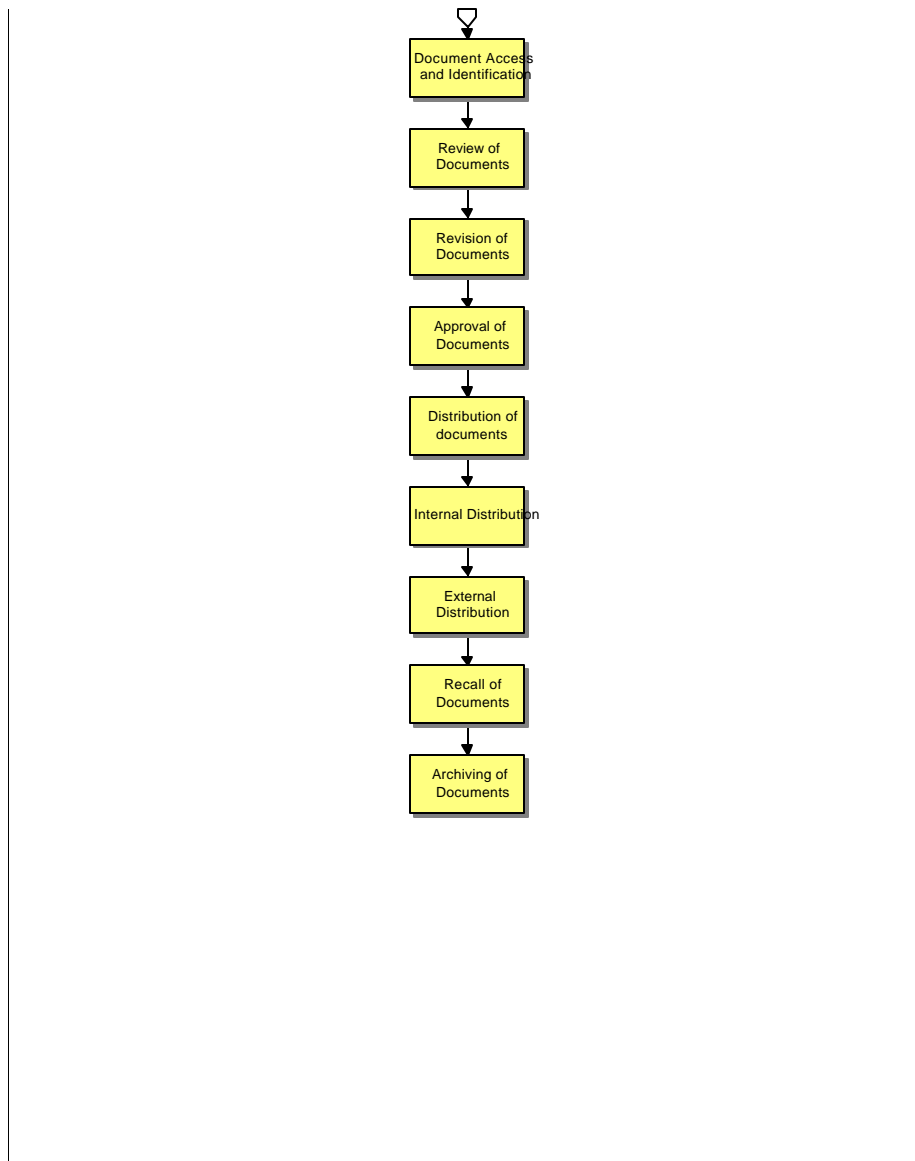 Document Access
and Identification
Review of
Documents
Revision of
Documents
Approval of
Documents
Distribution of
documents
Internal Distribution
External
Distribution
Recall of
Documents
Archiving of
Documents